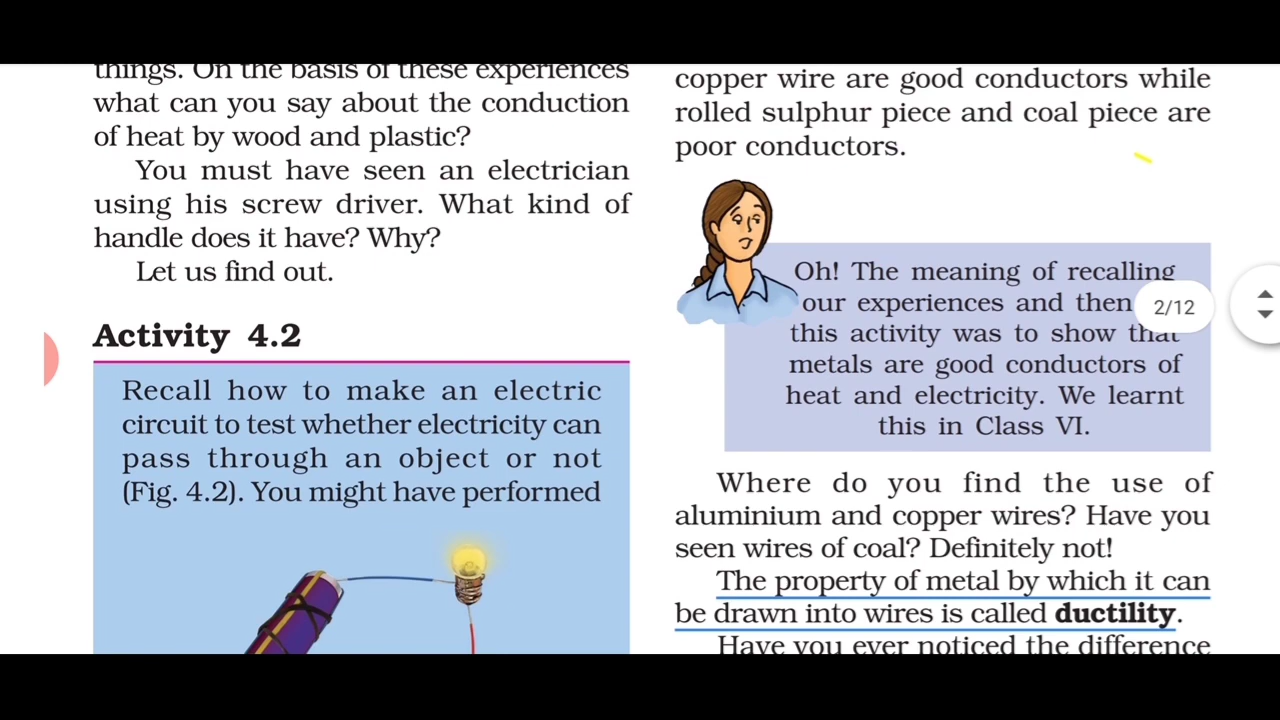 things. On the basis of these experiences
what can you say about the conduction
of heat by wood and plastic?
You must have seen an electrician
using his screw driver. What kind of
handle does it have? Why?
Let us find out.
Activity 4.2
Recall how to make an electric
circuit to test whether electricity can
pass through an object or not
(Fig. 4.2). You might have performed
copper wire are good conductors while
rolled sulphur piece and coal piece are
poor conductors.
Oh! The meaning of recalling
our experiences and then
this activity was to show that
metals are good conductors of
heat and electricity. We learnt
this in Class VI.
2/12
Where do you find the use of
aluminium and copper wires? Have you
seen wires of coal? Definitely not!
The property of metal by which it can
be drawn into wires is called ductility.
Have you ever noticed the difference